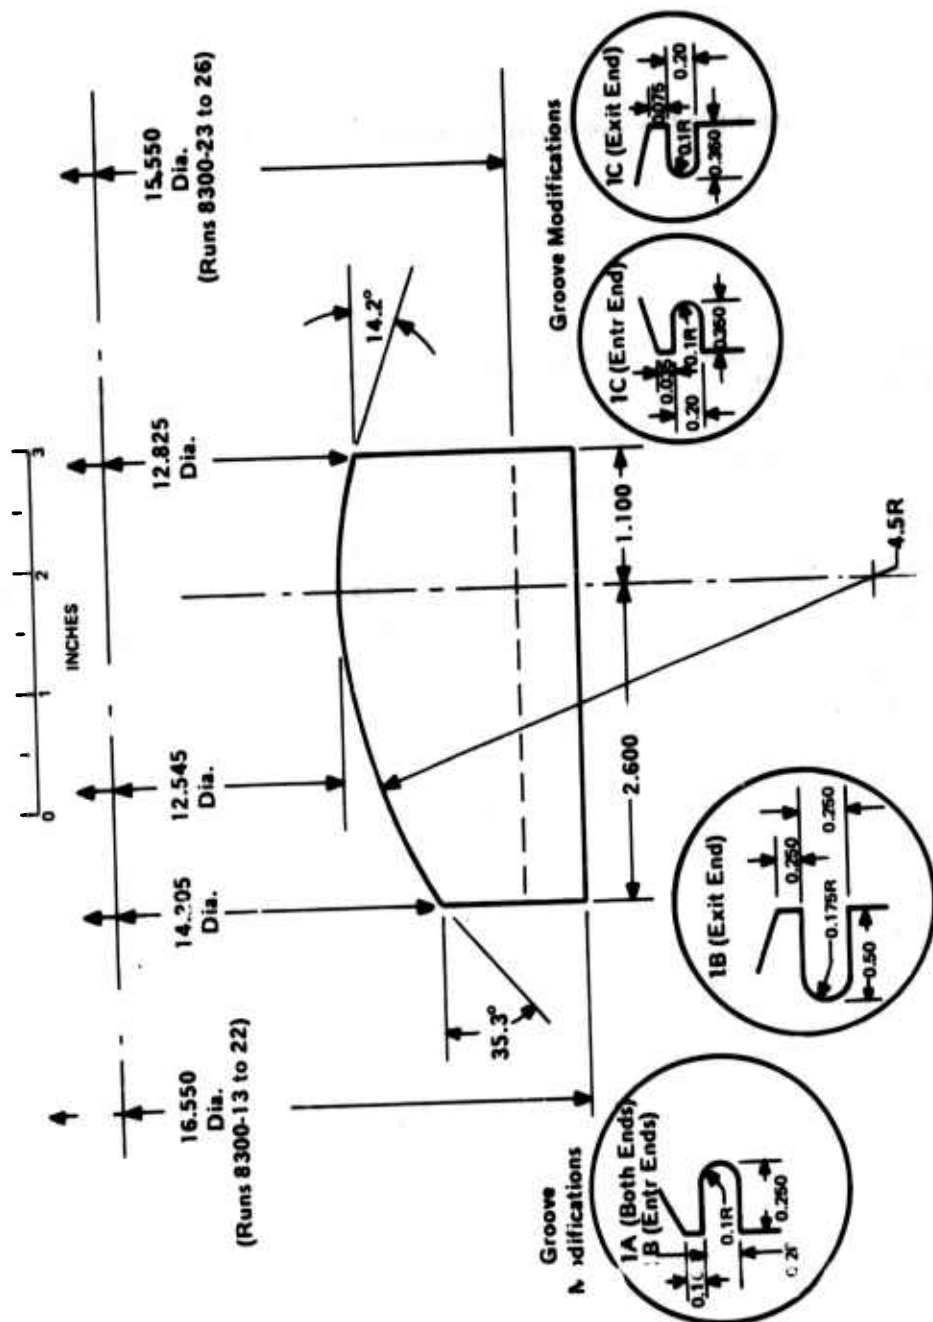 0
1
2
3
INCHES
16.550
Dia.
(Runs 8300-13 to 22)
14.205
Dia.
12.545
Dia.
12.825
Dia.
15.550
Dia.
(Runs 8300-23 to 26)
35.3°
14.2°
2.600
1.100
4.5R
Groove
1A (Both Ends)
(Entr Ends)
0.1R
0.250
1B (Exit End)
0.250
0.250
0.175R
0.50
Groove Modifications
1C (Entr End)
0.20
0.1R
1C (Exit End)
0.075
0.20
0.1R